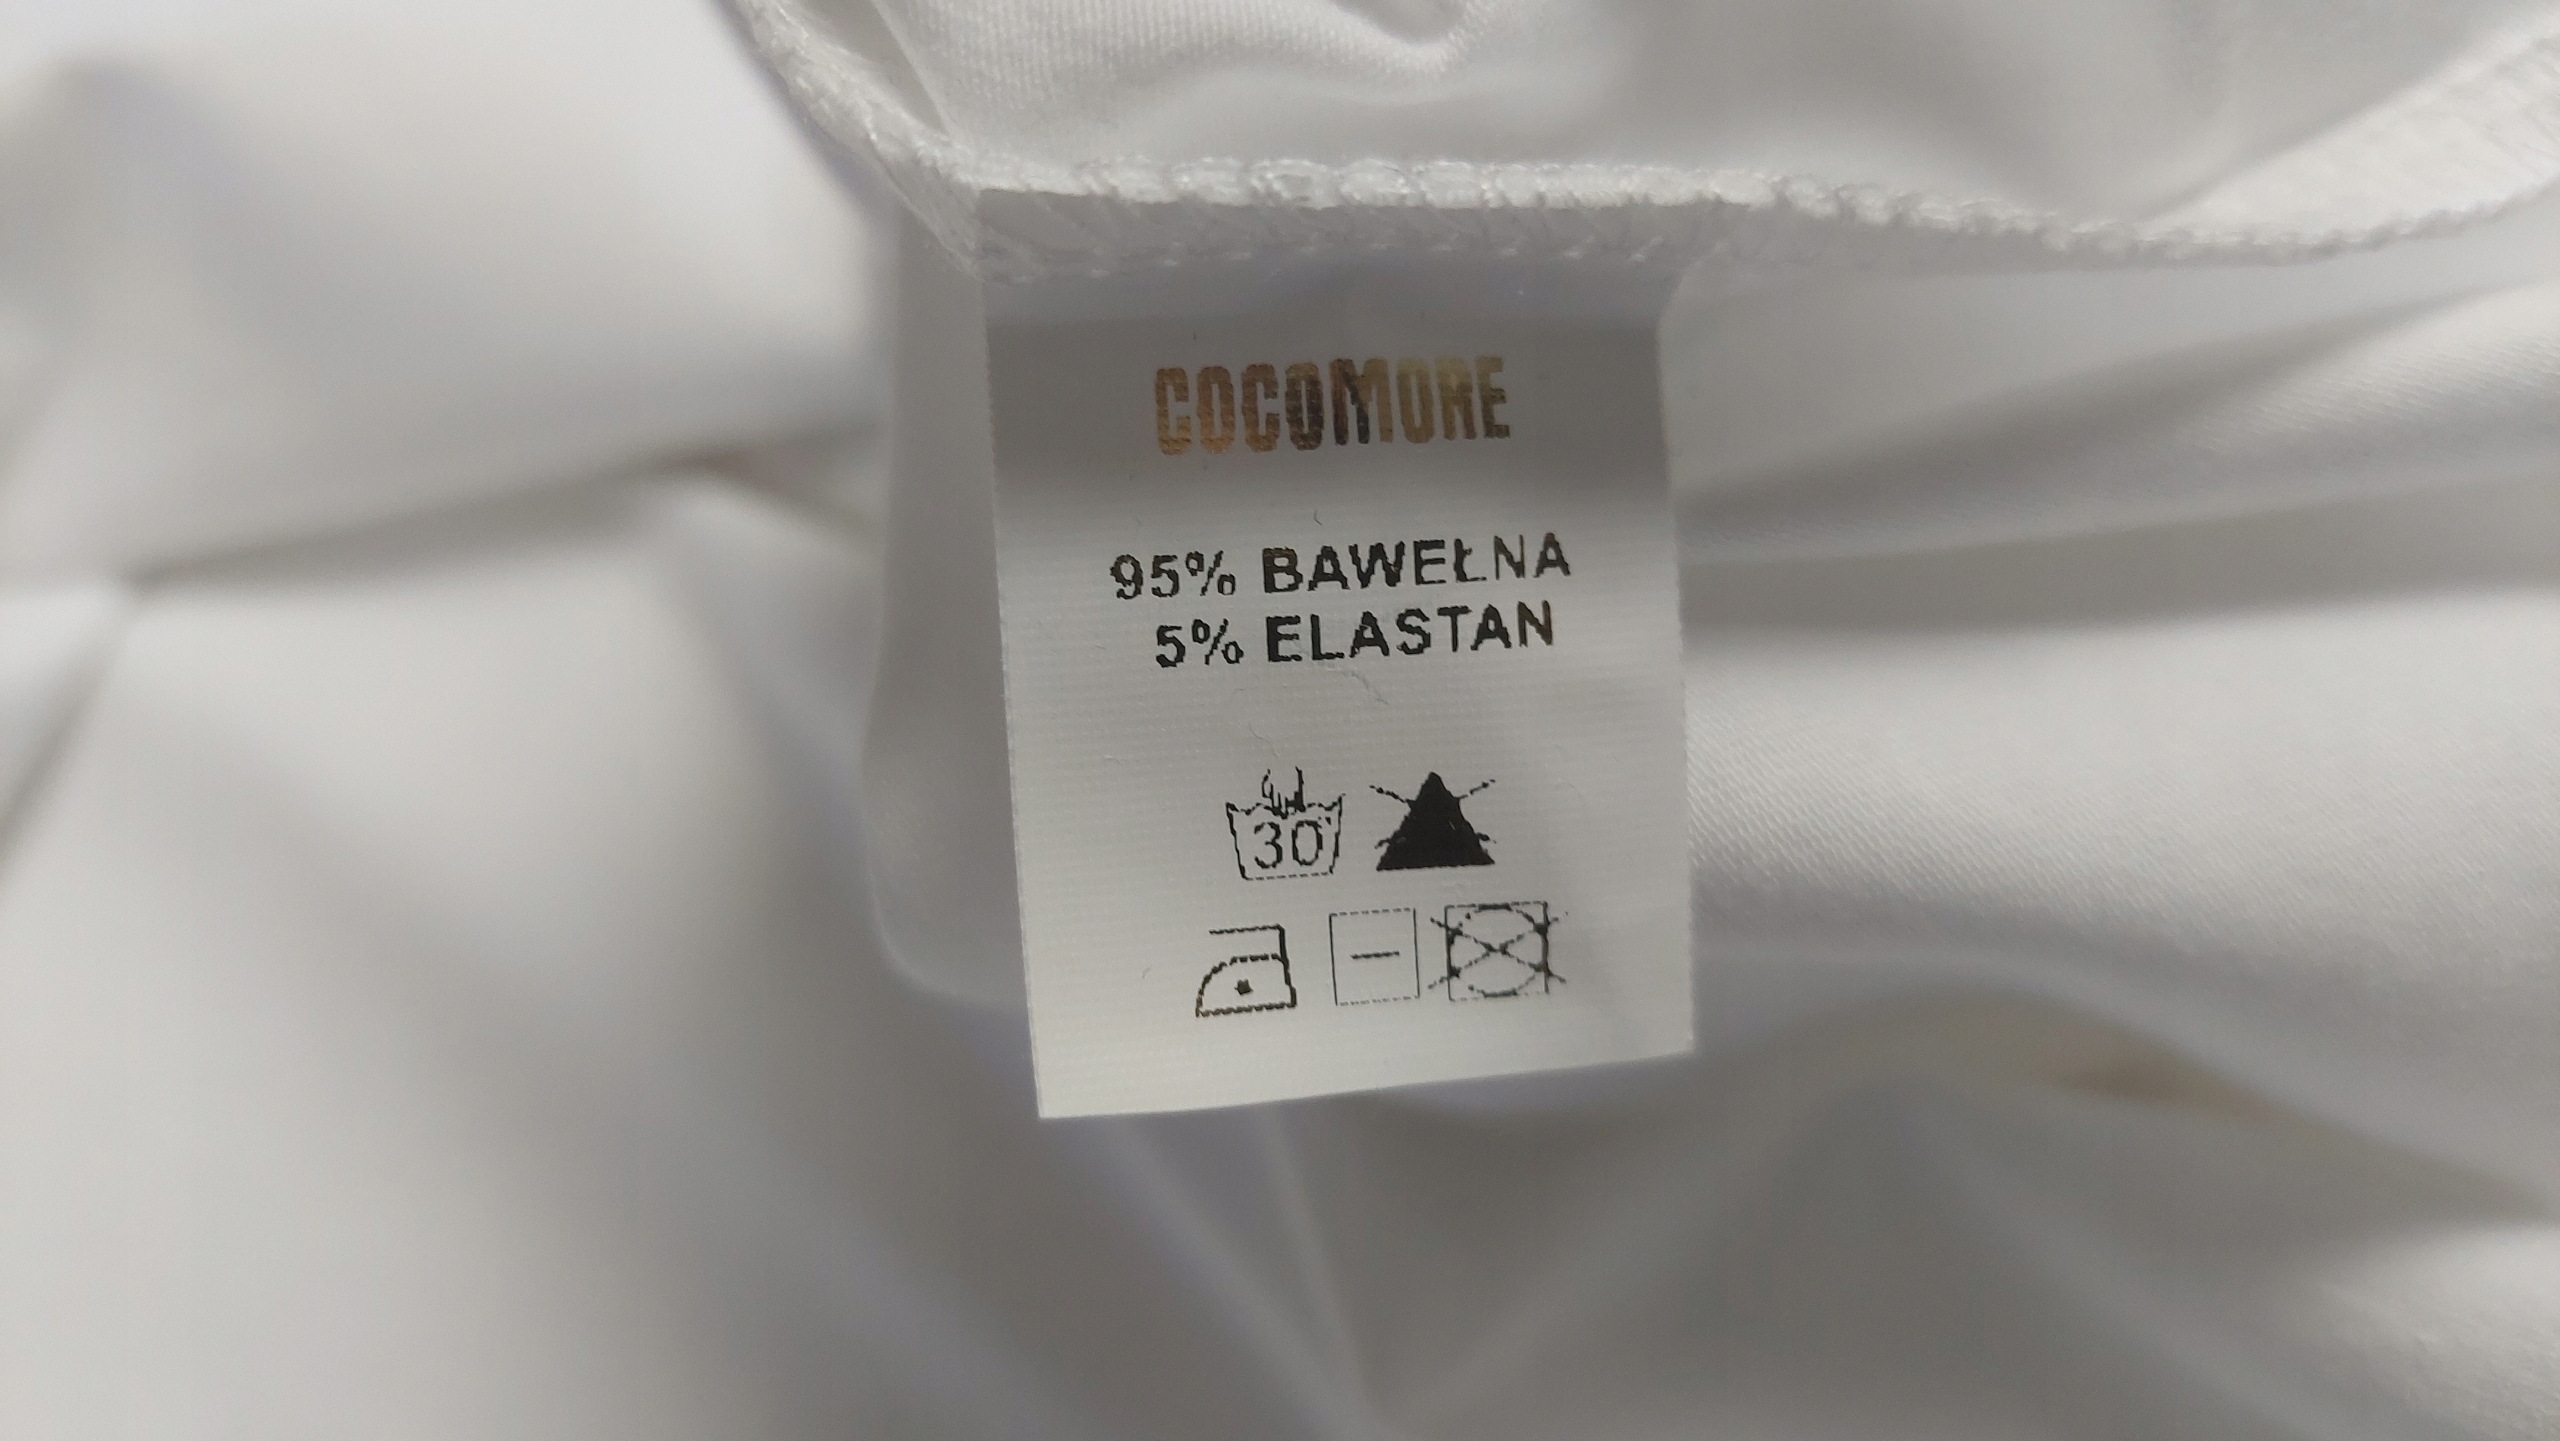 COCOMORE
95% BAWEŁNA
5% ELASTAN
30